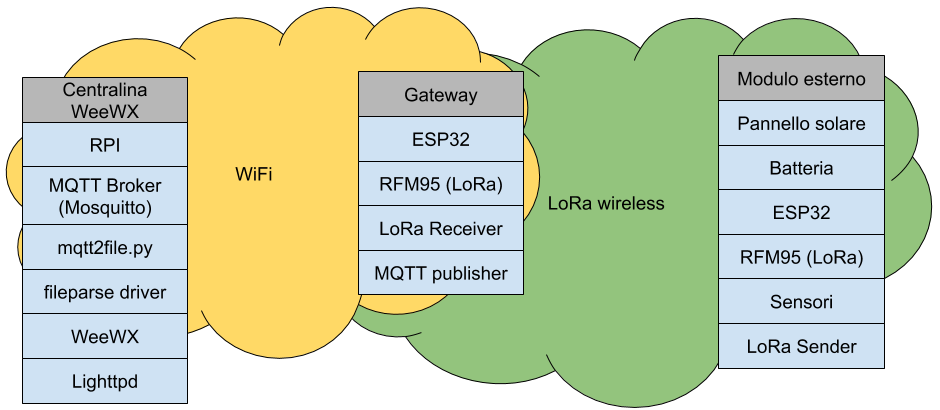 Centralina
WeeWX
RPI
MQTT Broker
(Mosquitto)
mqtt2file.py
fileparse driver
WeeWX
Lighttpd
WiFi
Gateway
ESP32
RFM95 (LoRa)
LoRa Receiver
MQTT publisher
LoRa wireless
Modulo esterno
Pannello solare
Batteria
ESP32
RFM95 (LoRa)
Sensori
LoRa Sender